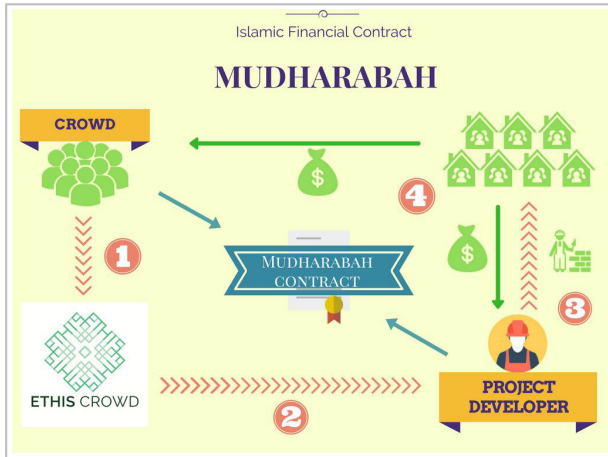 Islamic Financial Contract
MUDHARABAH
CROWD
$
4
1
MUDHARABAH
CONTRACT
$
3
ETHIS CROWD
2
PROJECT
DEVELOPER